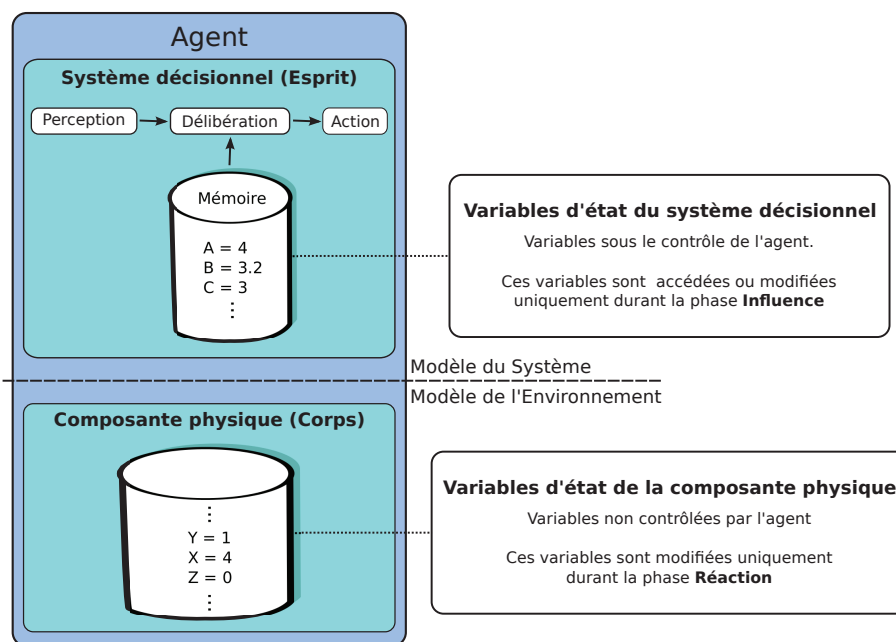 Agent
Système décisionnel (Esprit)
Perception
Délibération
Action
Mémoire
A = 4
B = 3.2
C = 3
⋮
Variables d'état du système décisionnel
Variables sous le contrôle de l'agent.
Ces variables sont accédées ou modifiées
uniquement durant la phase Influence
Modèle du Système
Modèle de l'Environnement
Composante physique (Corps)
⋮
Y = 1
X = 4
Z = 0
⋮
Variables d'état de la composante physique
Variables non contrôlées par l'agent
Ces variables sont modifiées uniquement
durant la phase Réaction